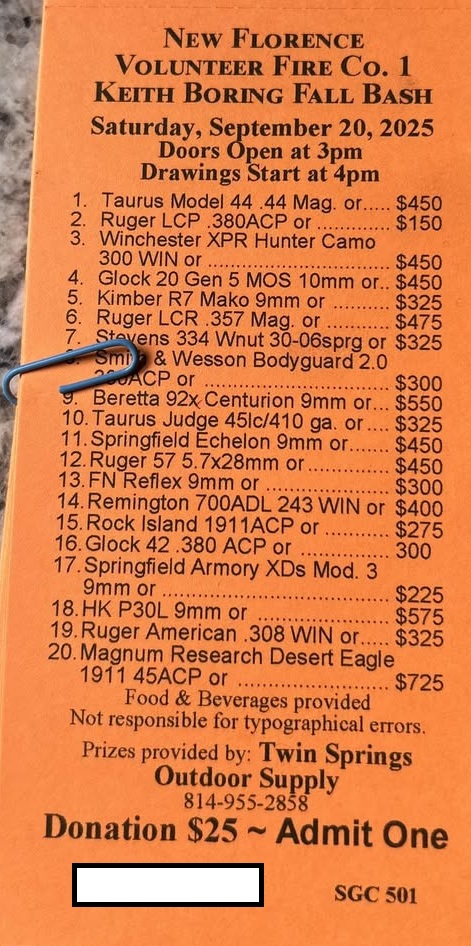 New Florence
Volunteer Fire Co. 1
Keith Boring Fall Bash
Saturday, September 20, 2025
Doors Open at 3pm
Drawings Start at 4pm
1. Taurus Model 44 .44 Mag. or..... $450
2. Ruger LCP .380ACP or ............. $150
3. Winchester XPR Hunter Camo
300 WIN or ................................... $450
4. Glock 20 Gen 5 MOS 10mm or.. $450
5. Kimber R7 Mako 9mm or ........... $325
6. Ruger LCR .357 Mag. or ............ $475
7. Stevens 334 Wnut 30-06sprg or $325
8. Smith & Wesson Bodyguard 2.0
380ACP or .................................. $300
9. Beretta 92x Centurion 9mm or... $550
10. Taurus Judge 45lc/410 ga. or.... $325
11. Springfield Echelon 9mm or....... $450
12. Ruger 57 5.7x28mm or.............. $450
13. FN Reflex 9mm or ..................... $300
14. Remington 700ADL 243 WIN or $400
15. Rock Island 1911ACP or ........... $275
16. Glock 42 .380 ACP or ............... 300
17. Springfield Armory XDs Mod. 3
9mm or ........................................ $225
18. HK P30L 9mm or ....................... $575
19. Ruger American .308 WIN or..... $325
20. Magnum Research Desert Eagle
1911 45ACP or ........................... $725
Food & Beverages provided
Not responsible for typographical errors.
Prizes provided by: Twin Springs
Outdoor Supply
814-955-2858
Donation $25 ~ Admit One
SGC 501